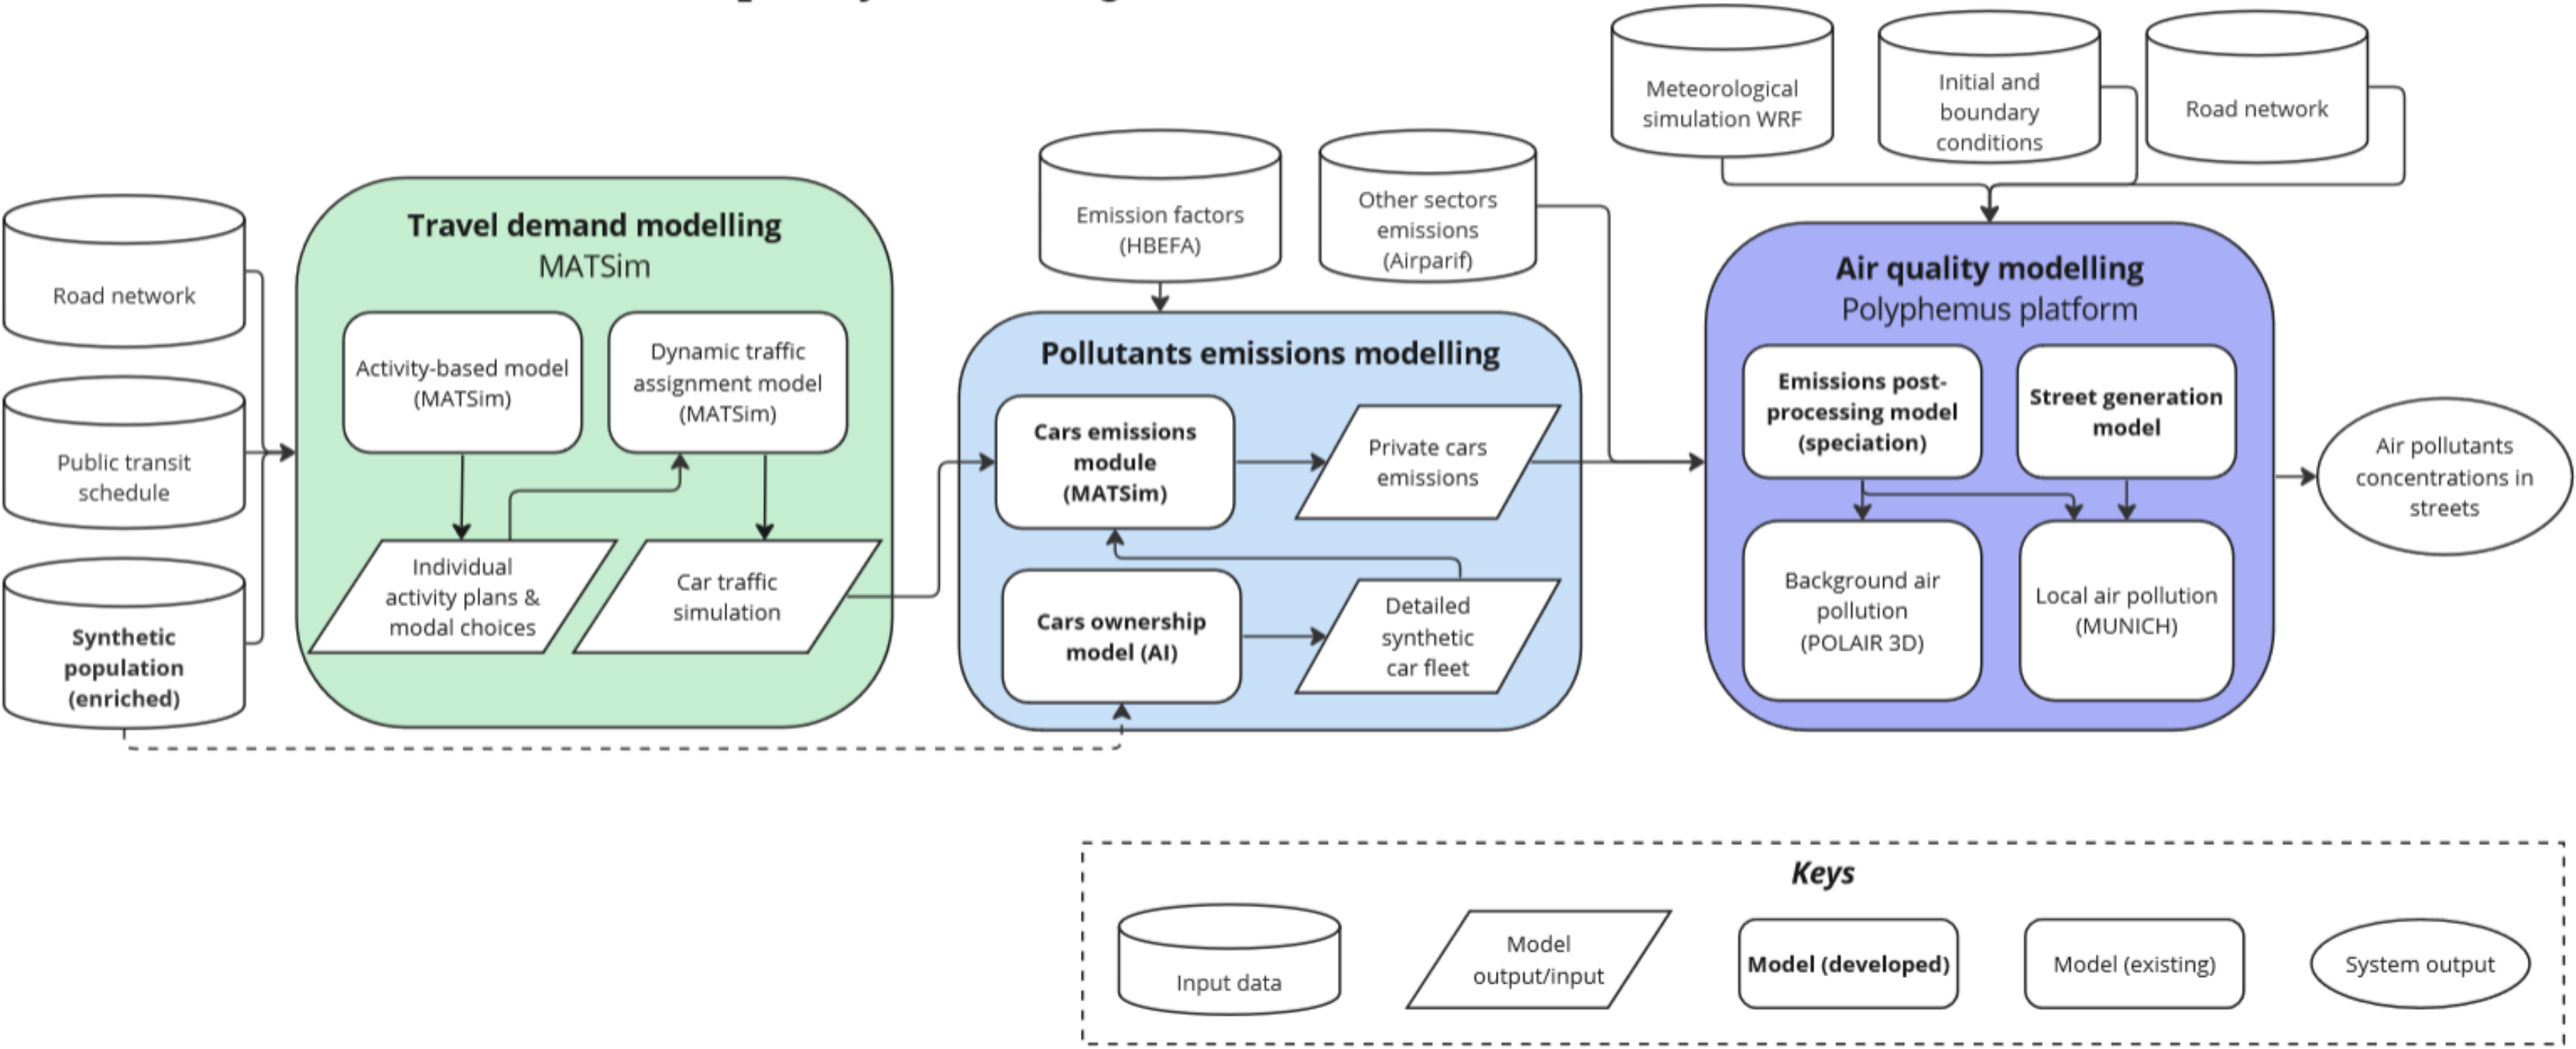 Meteorological
simulation WRF
Initial and
boundary
conditions
Road network
Emission factors
(HBEFA)
Other sectors
emissions
(Airparif)
Road network
Public transit
schedule
Synthetic
population
(enriched)
Travel demand modelling
MATSim
Activity-based model
(MATSim)
Dynamic traffic
assignment model
(MATSim)
Individual
activity plans &
modal choices
Car traffic
simulation
Pollutants emissions modelling
Cars emissions
module
(MATSim)
Private cars
emissions
Cars ownership
model (AI)
Detailed
synthetic
car fleet
Air quality modelling
Polyphemus platform
Emissions post-
processing model
(speciation)
Street generation
model
Background air
pollution
(POLAIR 3D)
Local air pollution
(MUNICH)
Air pollutants
concentrations in
streets
Keys
Input data
Model
output/input
Model (developed)
Model (existing)
System output